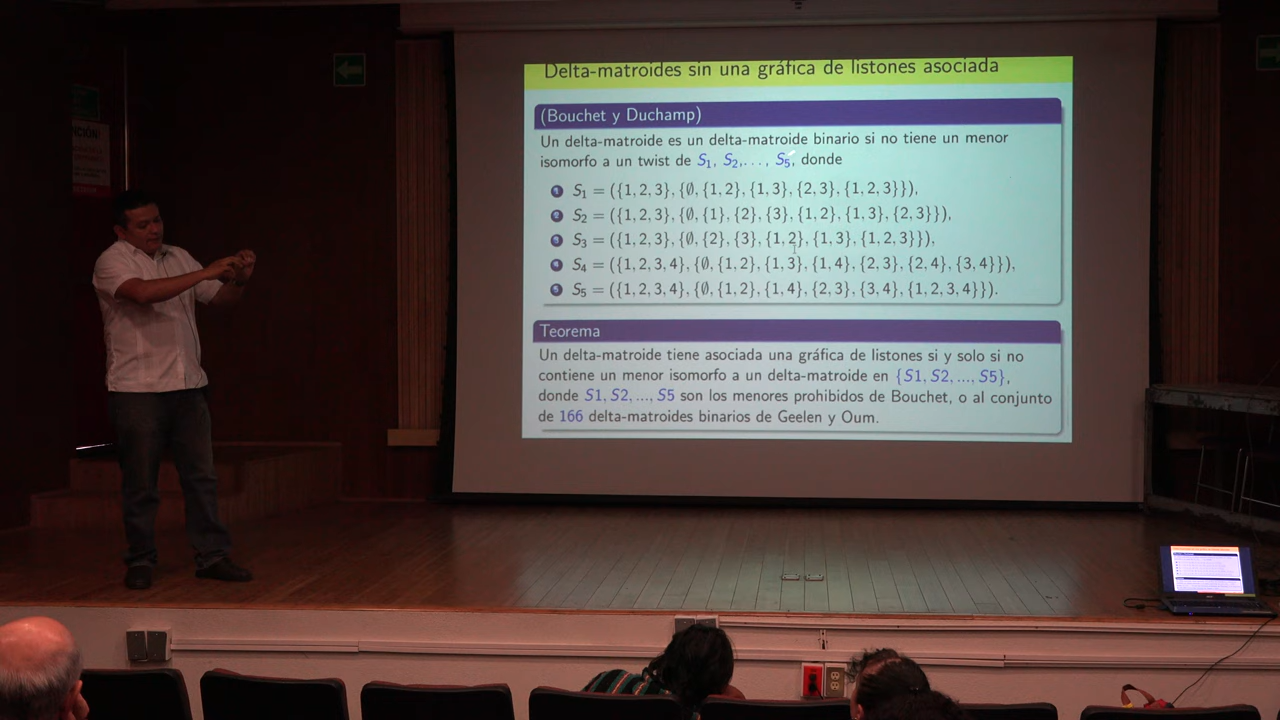 Delta-matroides sin una gráfica de listones asociada
(Bouchet y Duchamp)
Un delta-matroide es un delta-matroide binario si no tiene un menor
isomorfo a un twist de S₁, S₂,..., S₅, donde
1 S₁ = ({1, 2, 3}, {∅, {1, 2}, {1, 3}, {2, 3}, {1, 2, 3}}),
2 S₂ = ({1, 2, 3}, {∅, {1}, {2}, {3}, {1, 2}, {1, 3}, {2, 3}}),
3 S₃ = ({1, 2, 3}, {∅, {2}, {3}, {1, 2}, {1, 3}, {1, 2, 3}}),
4 S₄ = ({1, 2, 3, 4}, {∅, {1, 2}, {1, 3}, {1, 4}, {2, 3}, {2, 4}, {3, 4}}),
5 S₅ = ({1, 2, 3, 4}, {∅, {1, 2}, {1, 4}, {2, 3}, {3, 4}, {1, 2, 3, 4}}).
Teorema
Un delta-matroide tiene asociada una gráfica de listones si y solo si no
contiene un menor isomorfo a un delta-matroide en {S1, S2, ..., S5},
donde S1, S2, ..., S5 son los menores prohibidos de Bouchet, o al conjunto
de 166 delta-matroides binarios de Geelen y Oum.